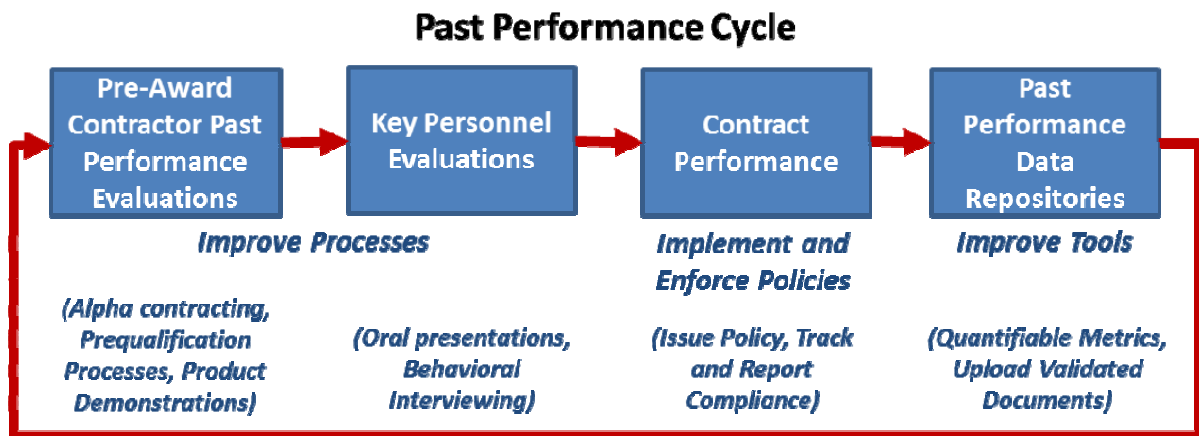 Past Performance Cycle
Pre-Award
Contractor Past
Performance
Evaluations
Key Personnel
Evaluations
Contract
Performance
Past
Performance
Data
Repositories
Improve Processes
Implement and
Enforce Policies
Improve Tools
(Alpha contracting,
Prequalification
Processes, Product
Demonstrations)
(Oral presentations,
Behavioral
Interviewing)
(Issue Policy, Track
and Report
Compliance)
(Quantifiable Metrics,
Upload Validated
Documents)